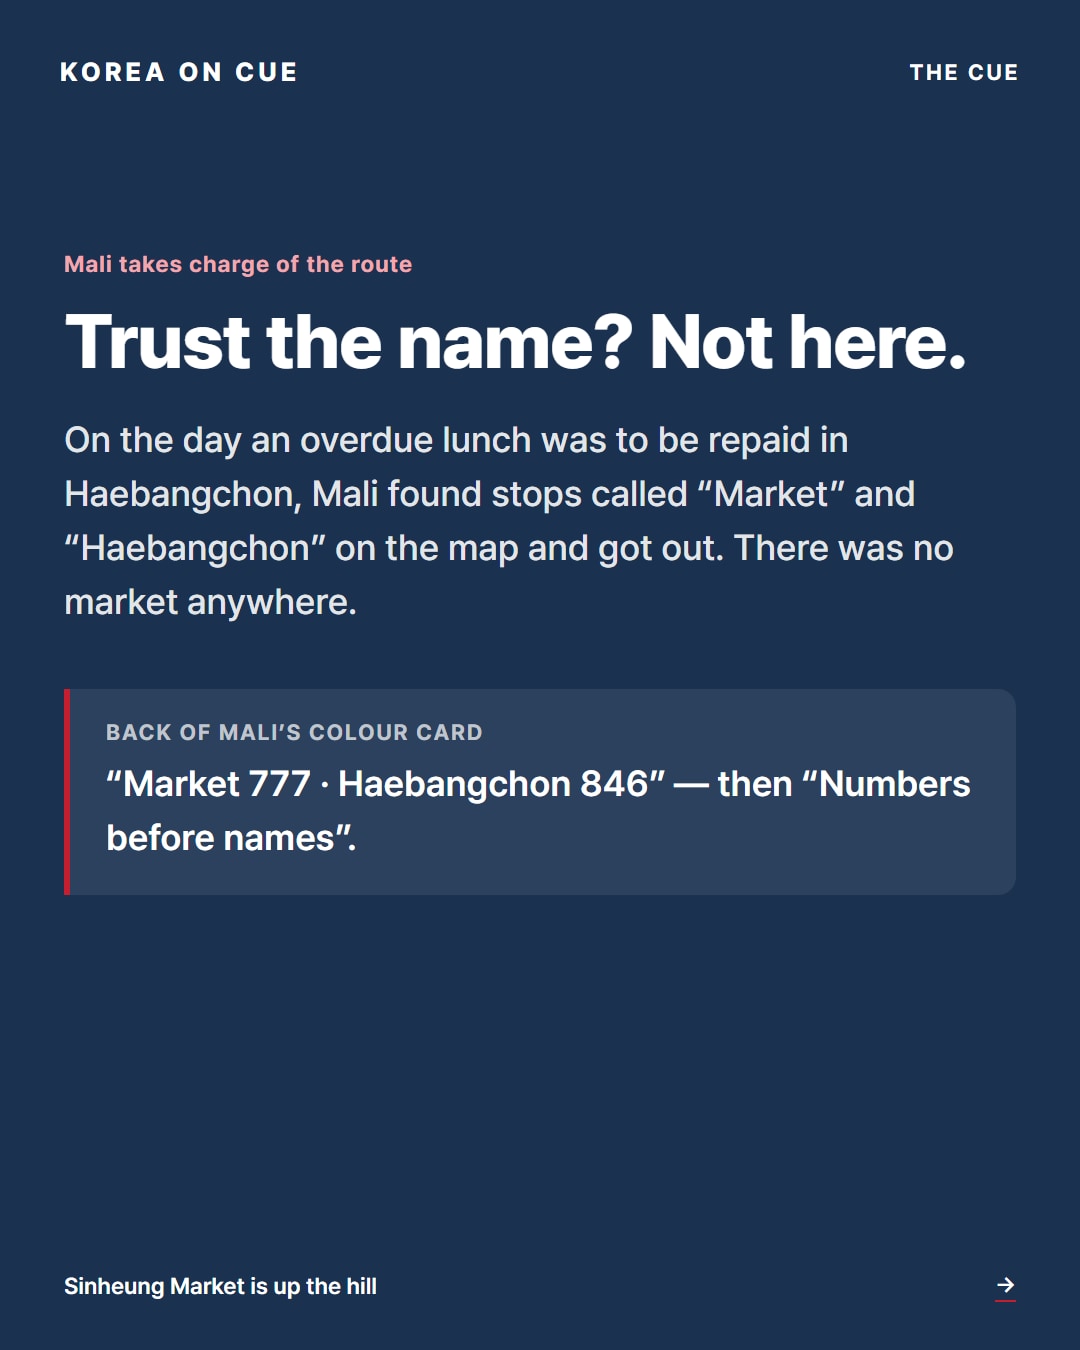 KOREA ON CUE
THE CUE
Mali takes charge of the route
Trust the name? Not here.
On the day an overdue lunch was to be repaid in
Haebangchon, Mali found stops called “Market” and
“Haebangchon” on the map and got out. There was no
market anywhere.
BACK OF MALI’S COLOUR CARD
“Market 777 · Haebangchon 846” — then “Numbers
before names”.
Sinheung Market is up the hill
→